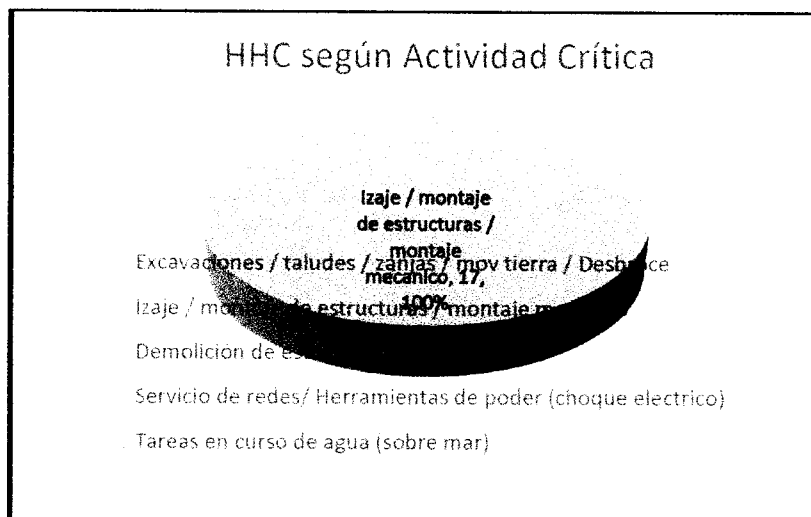 HHC según Actividad Crítica
Izaje / montaje
de estructuras /
montaje
mecánico, 17,
100%
Excavaciones / taludes / zanjas / mov tierra / Desbroce
Izaje / montaje de estructuras / montaje
Demolición de
Servicio de redes/ Herramientas de poder (choque electrico)
Tareas en curso de agua (sobre mar)